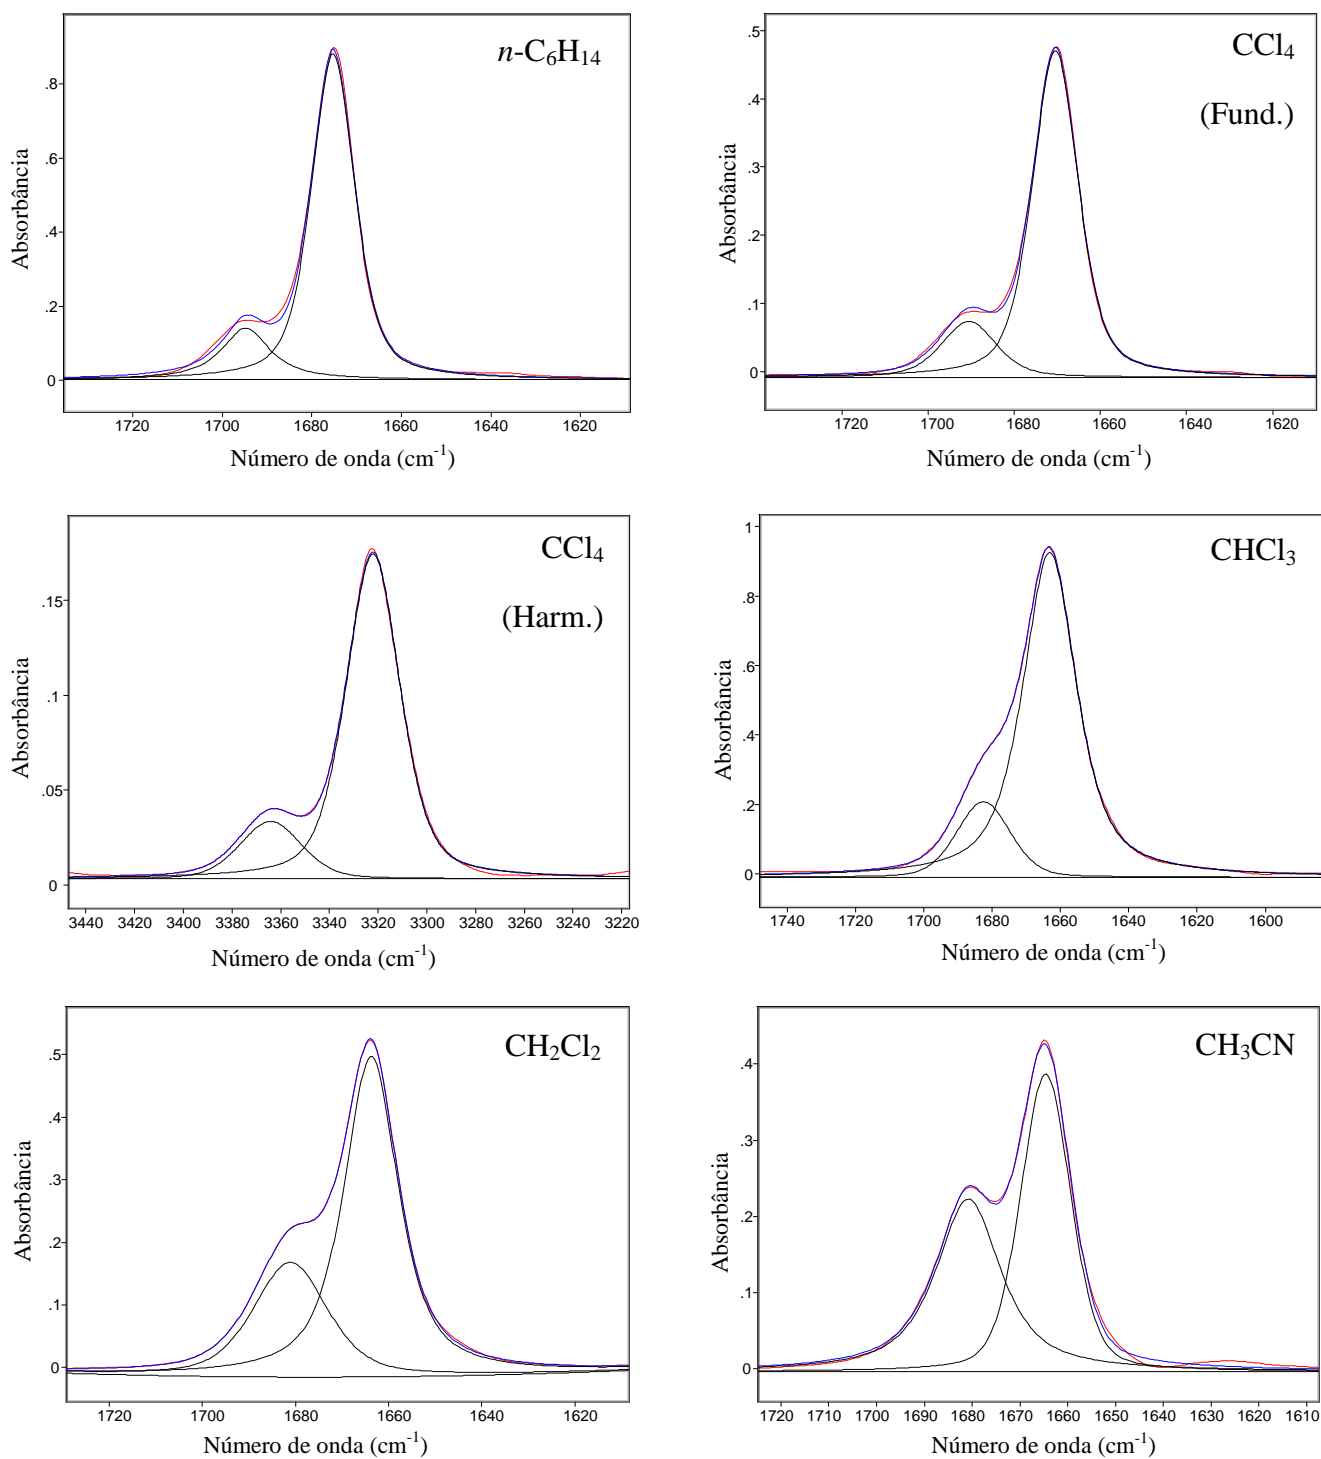 n-C6H14
Absorbância
.8
.6
.4
.2
0
1720 1700 1680 1660 1640 1620
Número de onda (cm-1)
CCl4
(Fund.)
Absorbância
.5
.4
.3
.2
.1
0
1720 1700 1680 1660 1640 1620
Número de onda (cm-1)
CCl4
(Harm.)
Absorbância
.15
.1
.05
0
3440 3420 3400 3380 3360 3340 3320 3300 3280 3260 3240 3220
Número de onda (cm-1)
CHCl3
Absorbância
1
.8
.6
.4
.2
0
1740 1720 1700 1680 1660 1640 1620 1600
Número de onda (cm-1)
CH2Cl2
Absorbância
.5
.4
.3
.2
.1
0
1720 1700 1680 1660 1640 1620
Número de onda (cm-1)
CH3CN
Absorbância
.4
.3
.2
.1
0
1720 1710 1700 1690 1680 1670 1660 1650 1640 1630 1620 1610
Número de onda (cm-1)